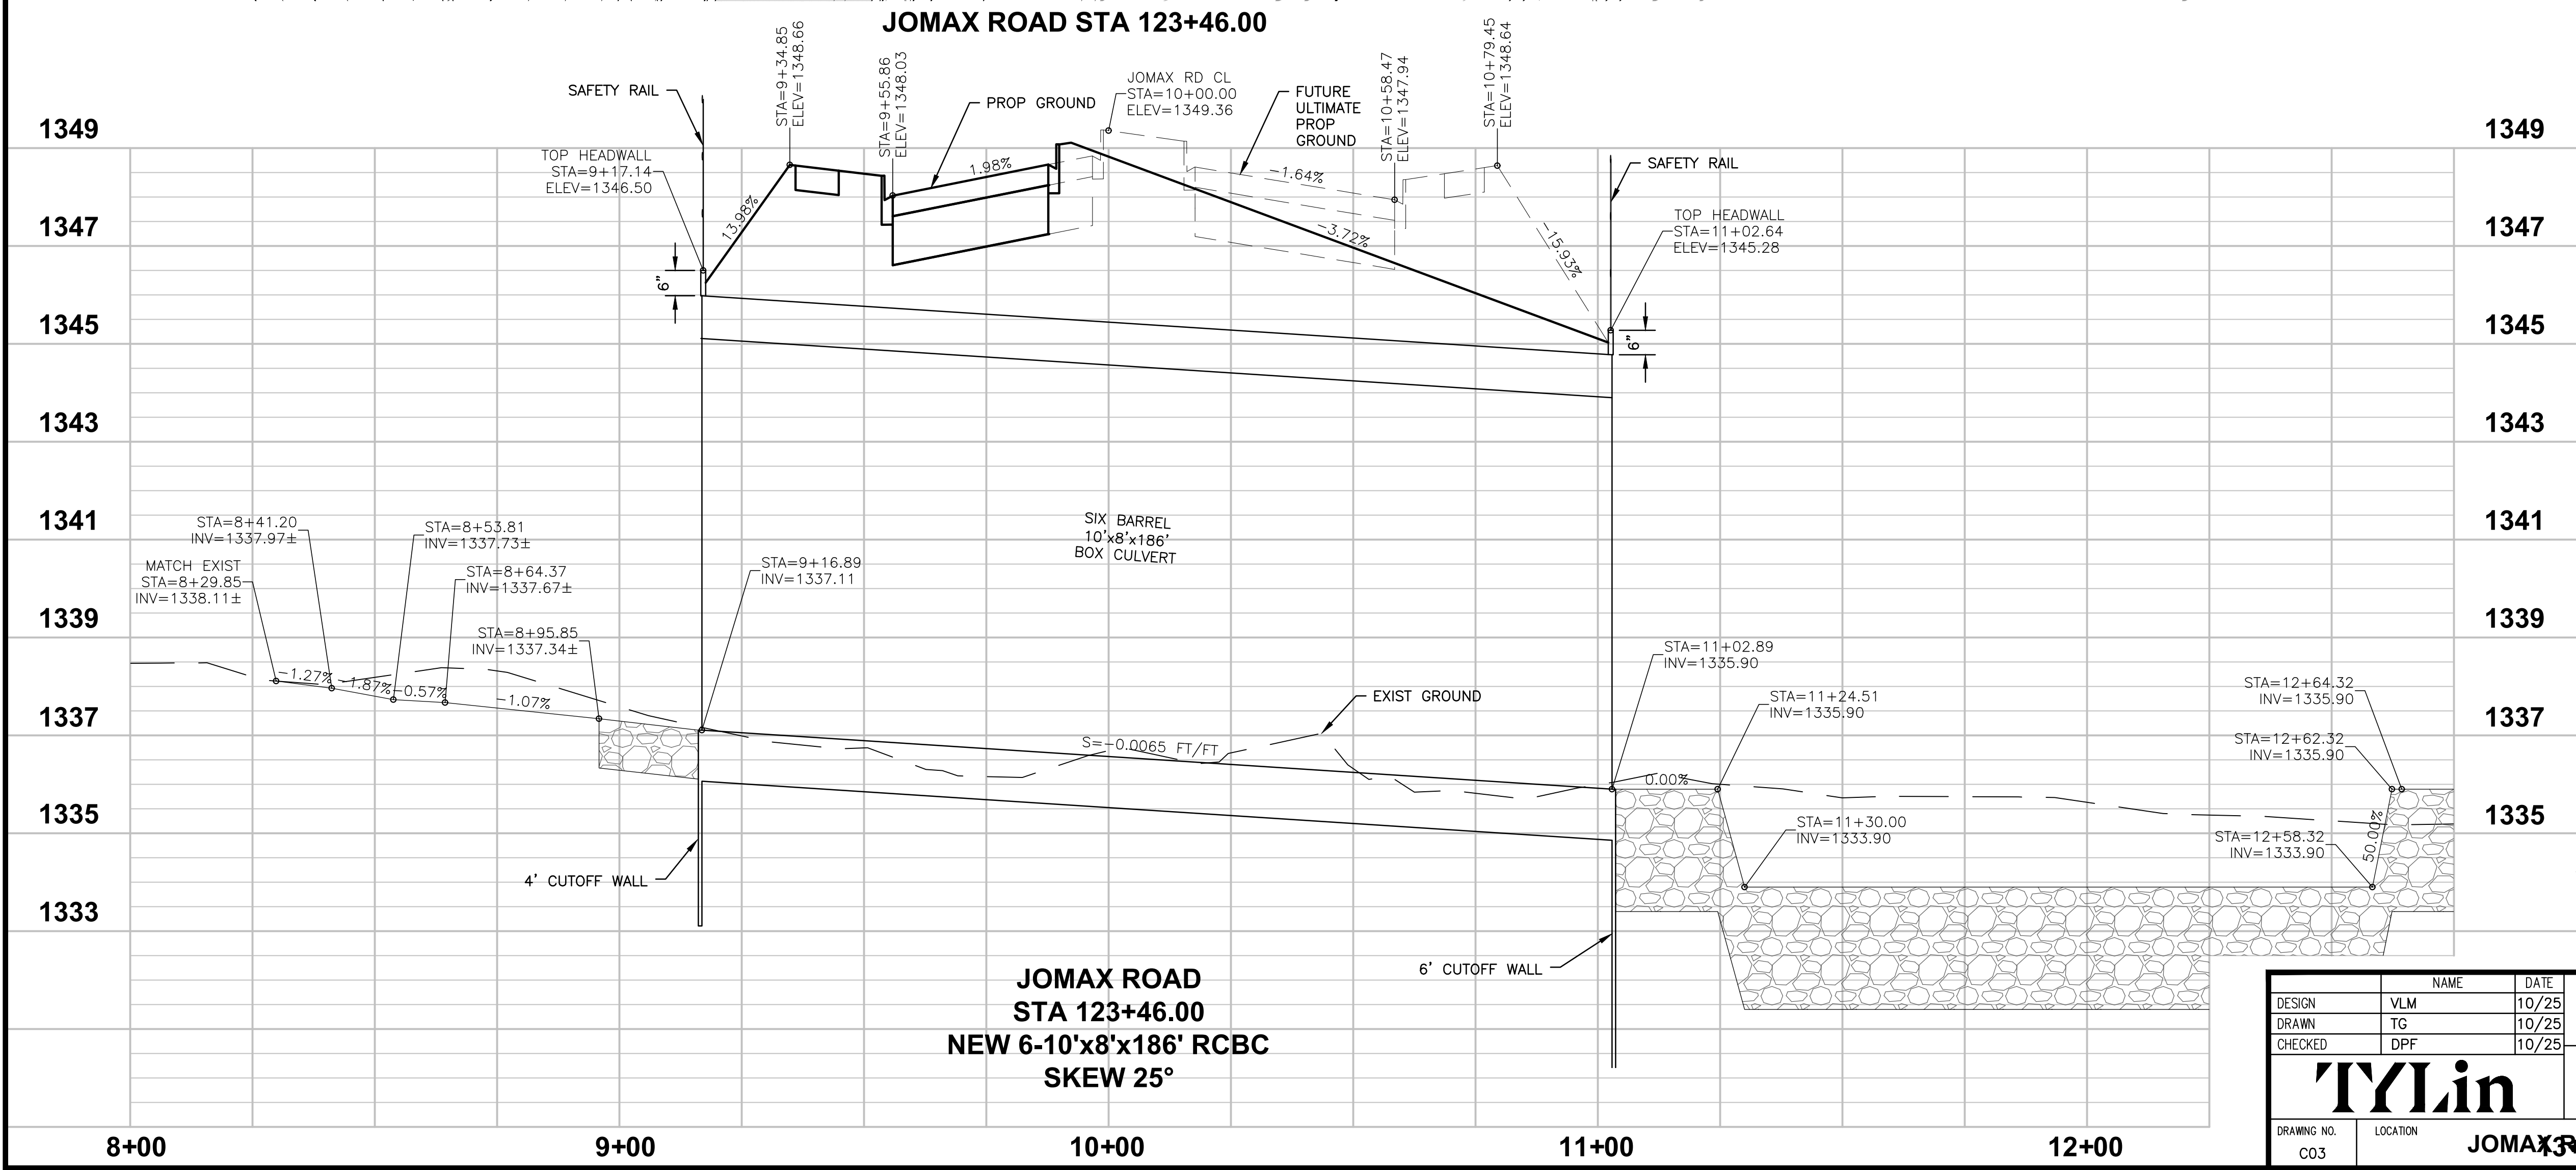 JOMAX ROAD STA 123+46.00
STA=9+34.85
ELEV=1348.66
STA=9+55.86
ELEV=1348.03
STA=10+58.47
ELEV=1347.94
STA=10+79.45
ELEV=1348.64
SAFETY RAIL
PROP GROUND
JOMAX RD CL
STA=10+00.00
ELEV=1349.36
FUTURE
ULTIMATE
PROP
GROUND
SAFETY RAIL
1349
1349
TOP HEADWALL
STA=9+17.14
ELEV=1346.50
13.98%
1.98%
-1.64%
-3.72%
-15.93%
TOP HEADWALL
STA=11+02.64
ELEV=1345.28
1347
1347
6"
6"
1345
1345
1343
1343
1341
1341
SIX BARREL
10'x8'x186'
BOX CULVERT
STA=8+41.20
INV=1337.97±
STA=8+53.81
INV=1337.73±
MATCH EXIST
STA=8+29.85
INV=1338.11±
STA=8+64.37
INV=1337.67±
STA=9+16.89
INV=1337.11
STA=8+95.85
INV=1337.34±
1339
1339
-1.27%
-1.87%
-0.57%
-1.07%
STA=11+02.89
INV=1335.90
STA=11+24.51
INV=1335.90
STA=12+64.32
INV=1335.90
STA=12+62.32
INV=1335.90
EXIST GROUND
S=-0.0065 FT/FT
1337
1337
0.00%
1335
1335
STA=11+30.00
INV=1333.90
STA=12+58.32
INV=1333.90
50.00%
4' CUTOFF WALL
1333
6' CUTOFF WALL
JOMAX ROAD
STA 123+46.00
NEW 6-10'x8'x186' RCBC
SKEW 25°
8+00
9+00
10+00
11+00
12+00
NAME DATE
DESIGN VLM 10/25
DRAWN TG 10/25
CHECKED DPF 10/25
TYLin
DRAWING NO.
C03
LOCATION
JOMAX